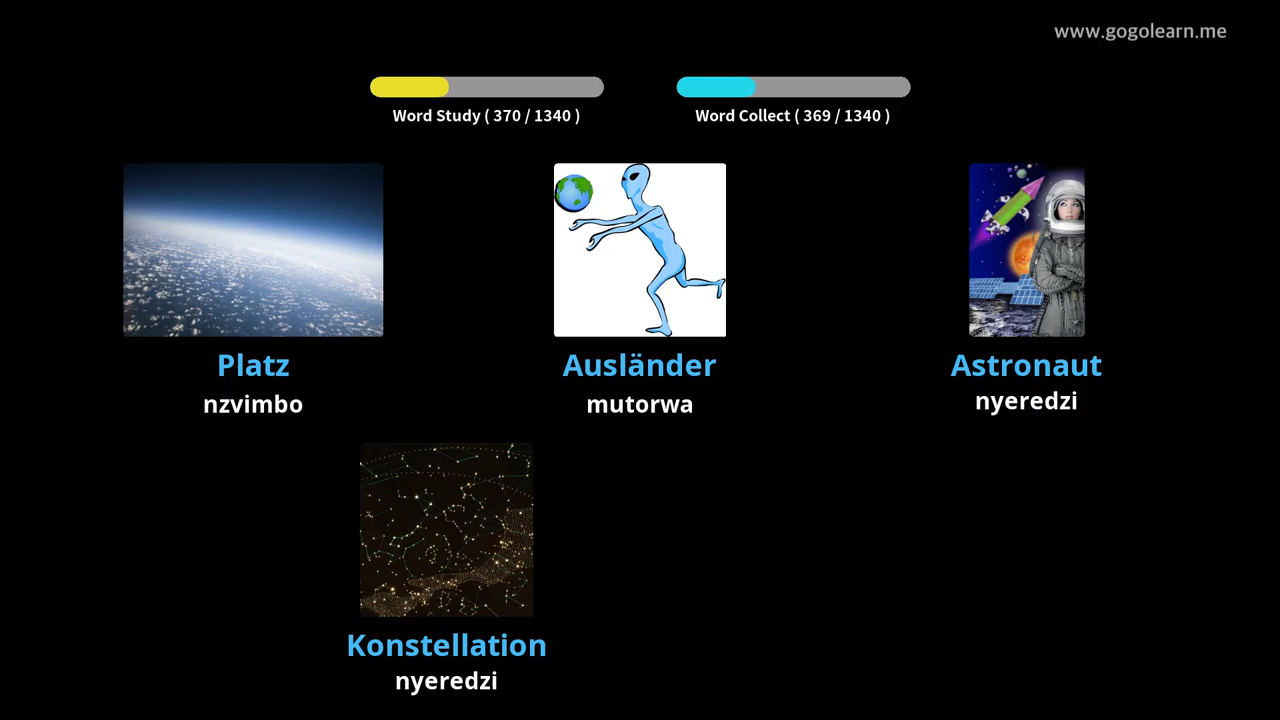 www.gogolearn.me
Word Study ( 370 / 1340 )
Word Collect ( 369 / 1340 )
Platz
nzvimbo
Ausländer
mutorwa
Astronaut
nyeredzi
Konstellation
nyeredzi